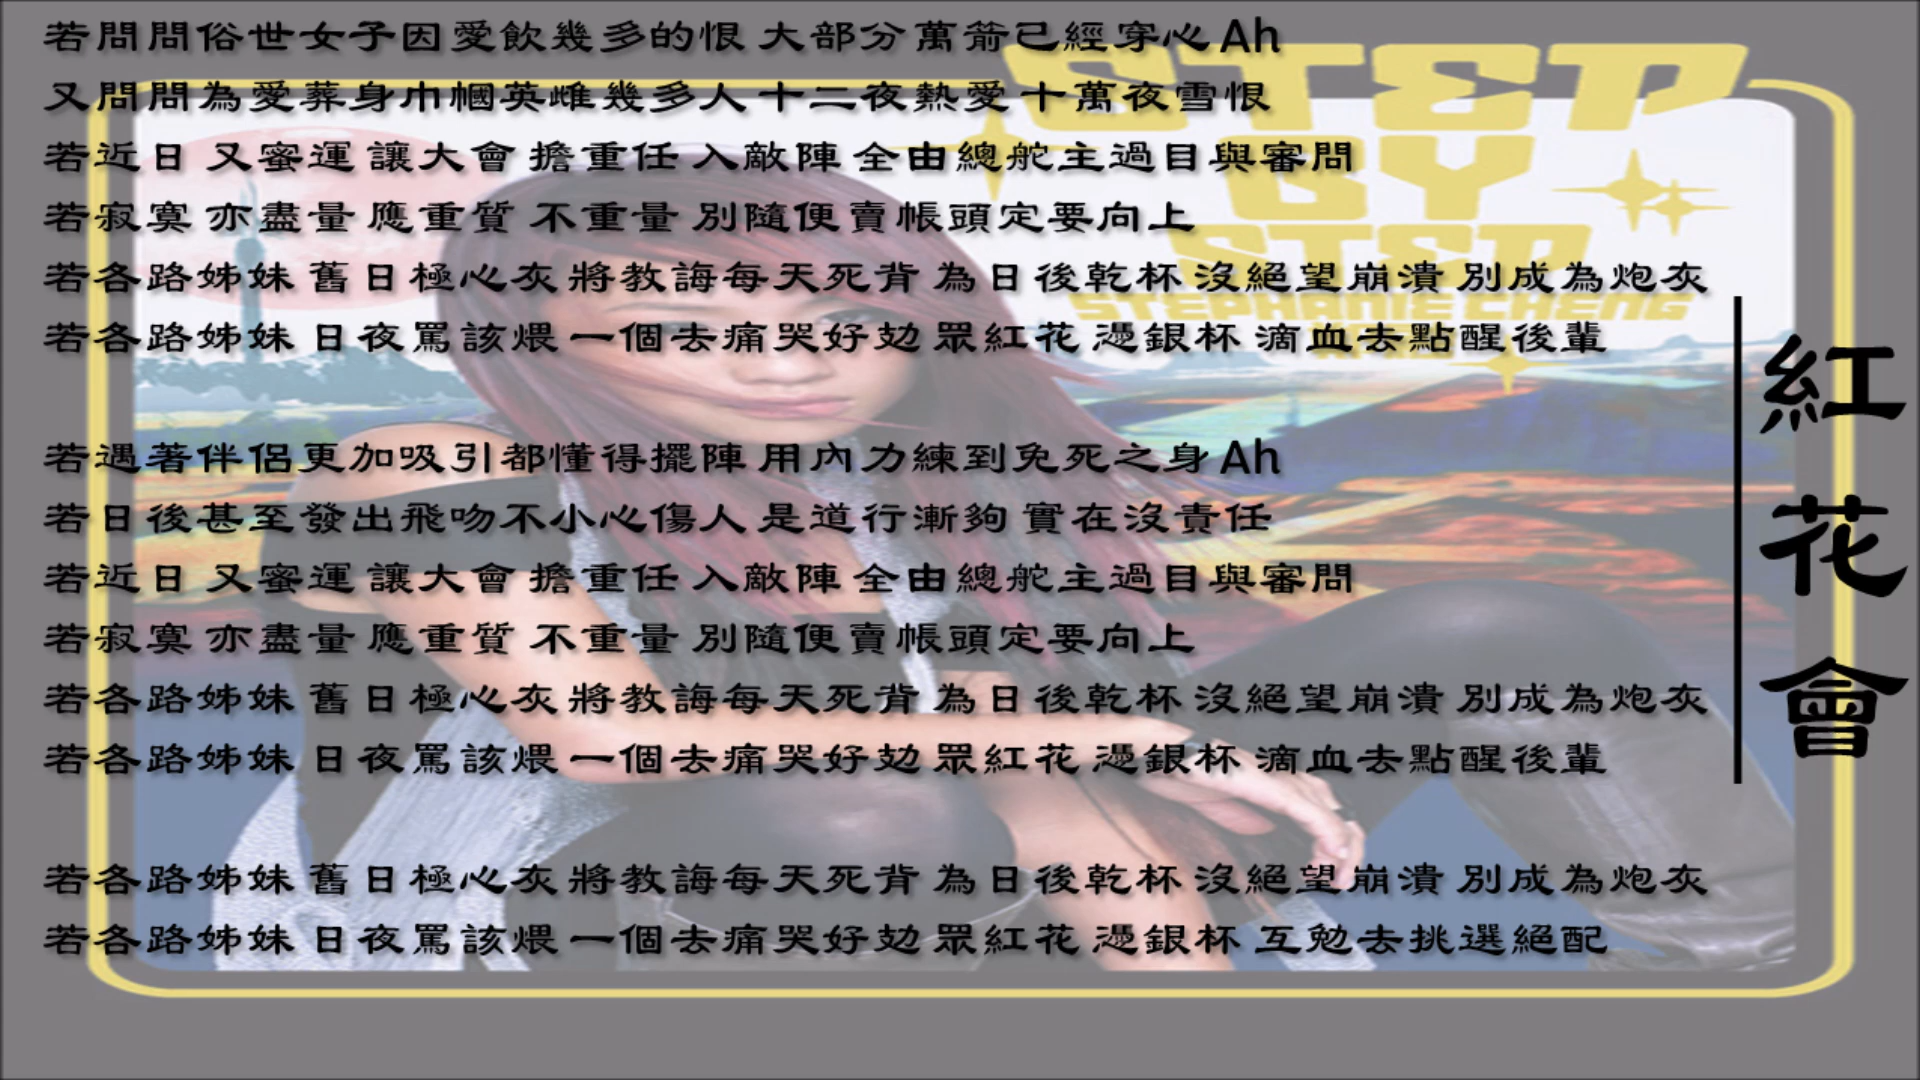 若問問俗世女子因愛飲幾多的恨 大部分萬箭已經穿心 Ah
又問問為愛葬身巾幗英雌幾多人 十二夜熱愛 十萬夜雪恨
若近日 又蜜運 讓大會 擔重任 入敵陣 全由總舵主過目與審問
若寂寞 亦盡量 應重質 不重量 別隨便賣帳頭定要向上
若各路姊妹 舊日極心灰 將教誨每天死背 為日後乾杯 沒絕望崩潰 別成為炮灰
若各路姊妹 日夜罵該煨 一個去痛哭好攰 眾紅花 憑銀杯 滴血去點醒後輩
若遇著伴侶更加吸引都懂得擺陣 用內力練到免死之身 Ah
若日後甚至發出飛吻不小心傷人 是道行漸夠 實在沒責任
若近日 又蜜運 讓大會 擔重任 入敵陣 全由總舵主過目與審問
若寂寞 亦盡量 應重質 不重量 別隨便賣帳頭定要向上
若各路姊妹 舊日極心灰 將教誨每天死背 為日後乾杯 沒絕望崩潰 別成為炮灰
若各路姊妹 日夜罵該煨 一個去痛哭好攰 眾紅花 憑銀杯 滴血去點醒後輩
若各路姊妹 舊日極心灰 將教誨每天死背 為日後乾杯 沒絕望崩潰 別成為炮灰
若各路姊妹 日夜罵該煨 一個去痛哭好攰 眾紅花 憑銀杯 互勉去挑選絕配
紅花會
STEP
BY
STEP
STEPHANIE CHENG